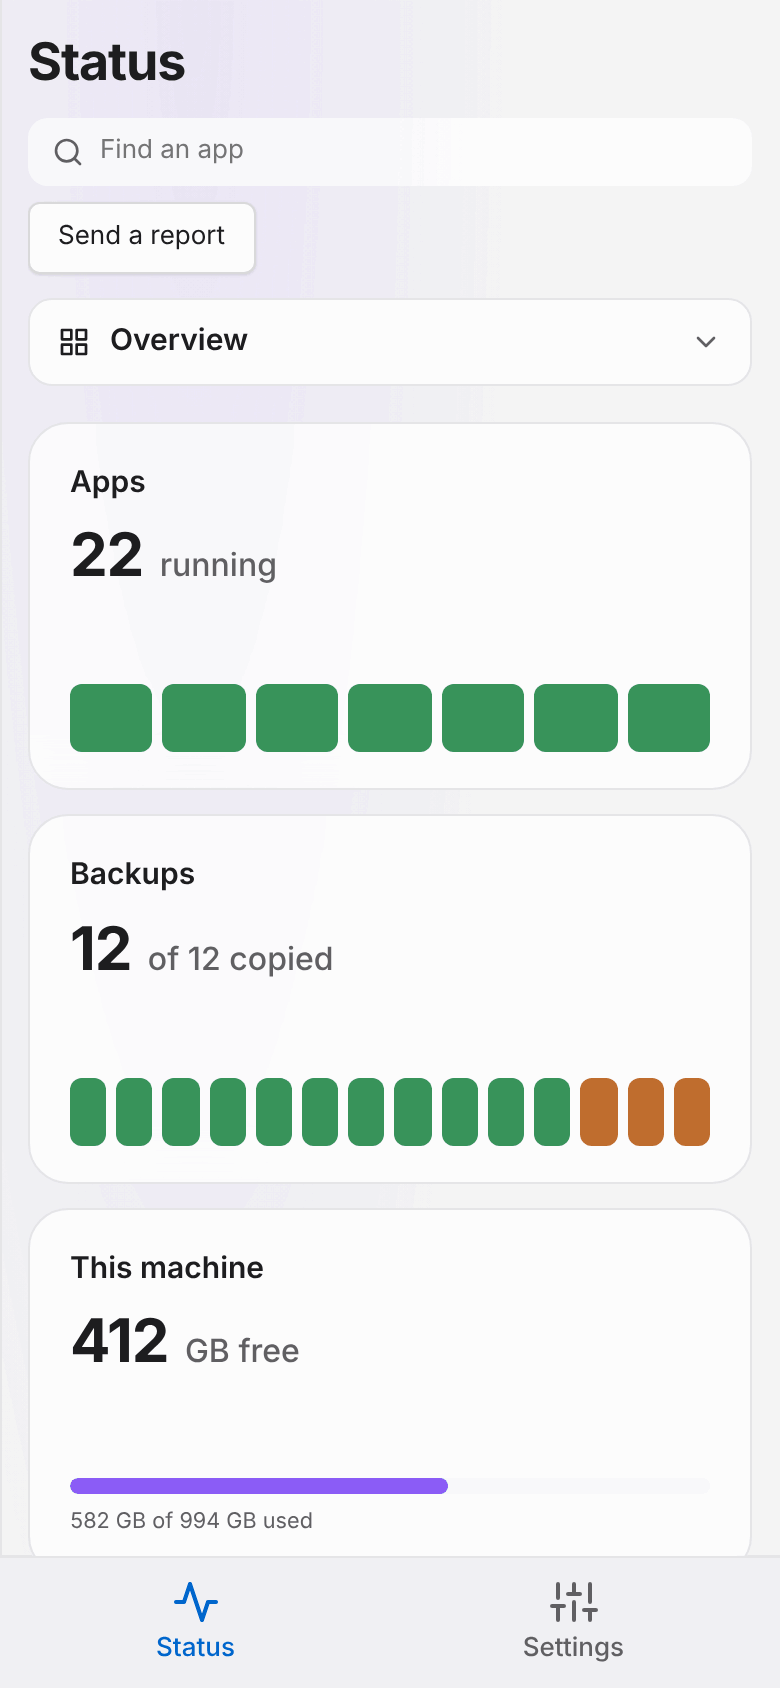 Status
Find an app
Send a report
Overview
Apps
22 running
Backups
12 of 12 copied
This machine
412 GB free
582 GB of 994 GB used
Status
Settings